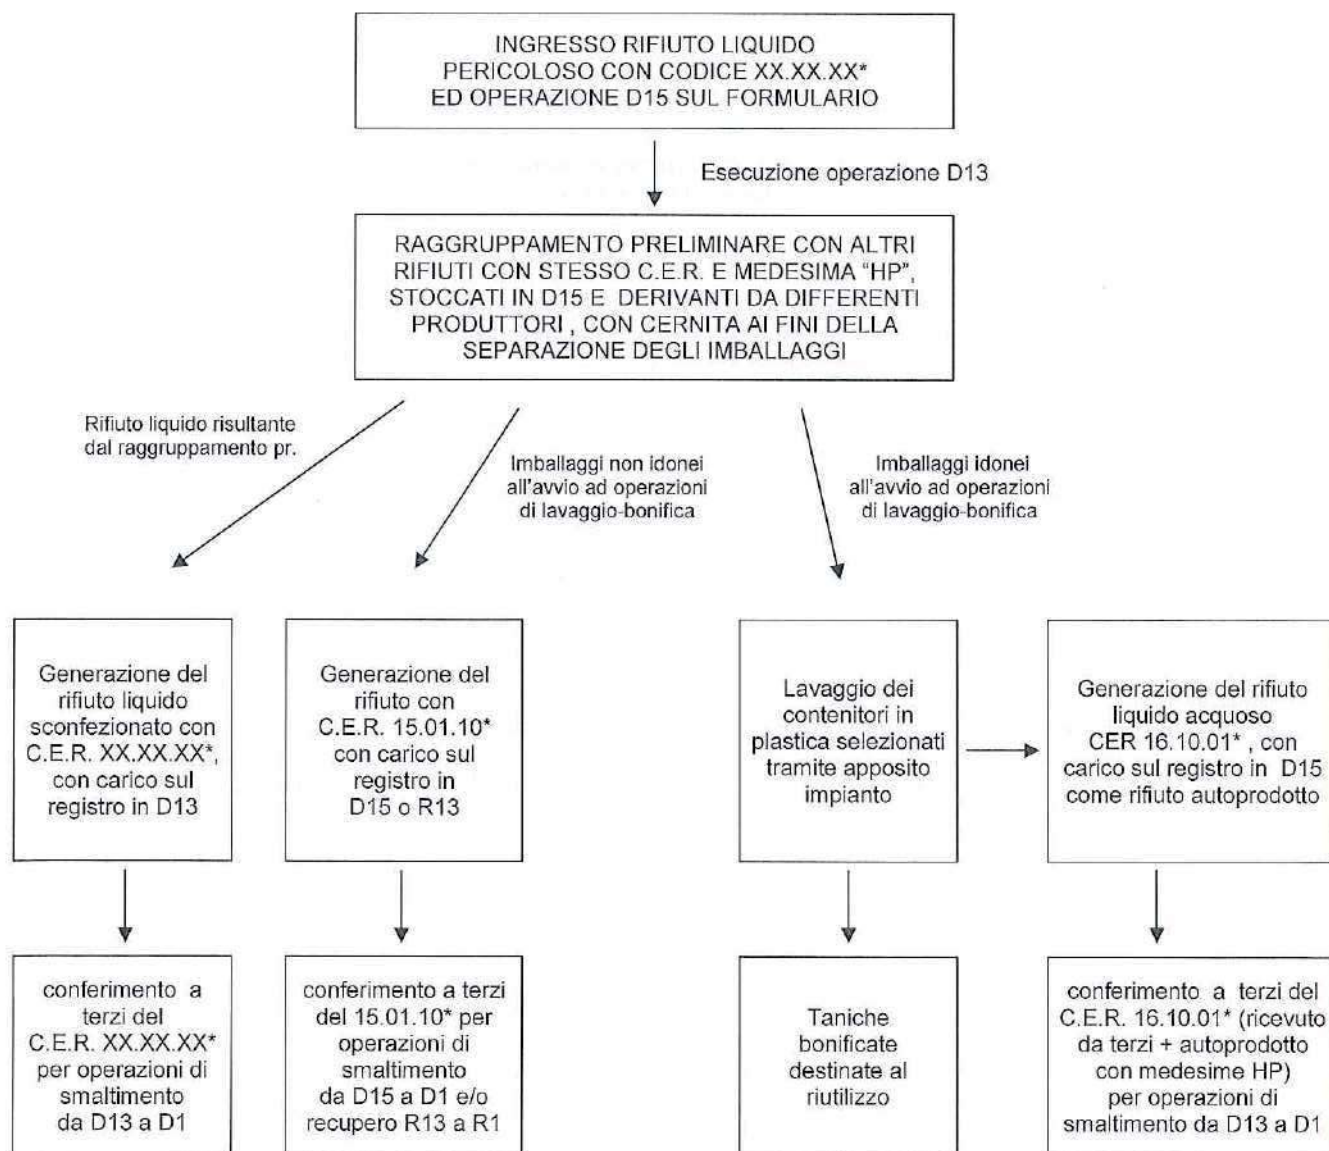 INGRESSO RIFIUTO LIQUIDO
PERICOLOSO CON CODICE XX.XX.XX*
ED OPERAZIONE D15 SUL FORMULARIO
Esecuzione operazione D13
RAGGRUPPAMENTO PRELIMINARE CON ALTRI
RIFIUTI CON STESSO C.E.R. E MEDESIMA “HP”,
STOCCATI IN D15 E DERIVANTI DA DIFFERENTI
PRODUTTORI , CON CERNITA AI FINI DELLA
SEPARAZIONE DEGLI IMBALLAGGI
Rifiuto liquido risultante
dal raggruppamento pr.
Imballaggi non idonei
all'avvio ad operazioni
di lavaggio-bonifica
Imballaggi idonei
all'avvio ad operazioni
di lavaggio-bonifica
Generazione del
rifiuto liquido
sconfezionato con
C.E.R. XX.XX.XX*,
con carico sul
registro in D13
Generazione del
rifiuto con
C.E.R. 15.01.10*
con carico sul
registro in
D15 o R13
Lavaggio dei
contenitori in
plastica selezionati
tramite apposito
impianto
Generazione del rifiuto
liquido acquoso
CER 16.10.01* , con
carico sul registro in D15
come rifiuto autoprodotto
conferimento a
terzi del
C.E.R. XX.XX.XX*
per operazioni di
smaltimento
da D13 a D1
conferimento a terzi
del 15.01.10* per
operazioni di
smaltimento
da D15 a D1 e/o
recupero R13 a R1
Taniche
bonificate
destinate al
riutilizzo
conferimento a terzi del
C.E.R. 16.10.01* (ricevuto
da terzi + autoprodotto
con medesime HP)
per operazioni di
smaltimento da D13 a D1